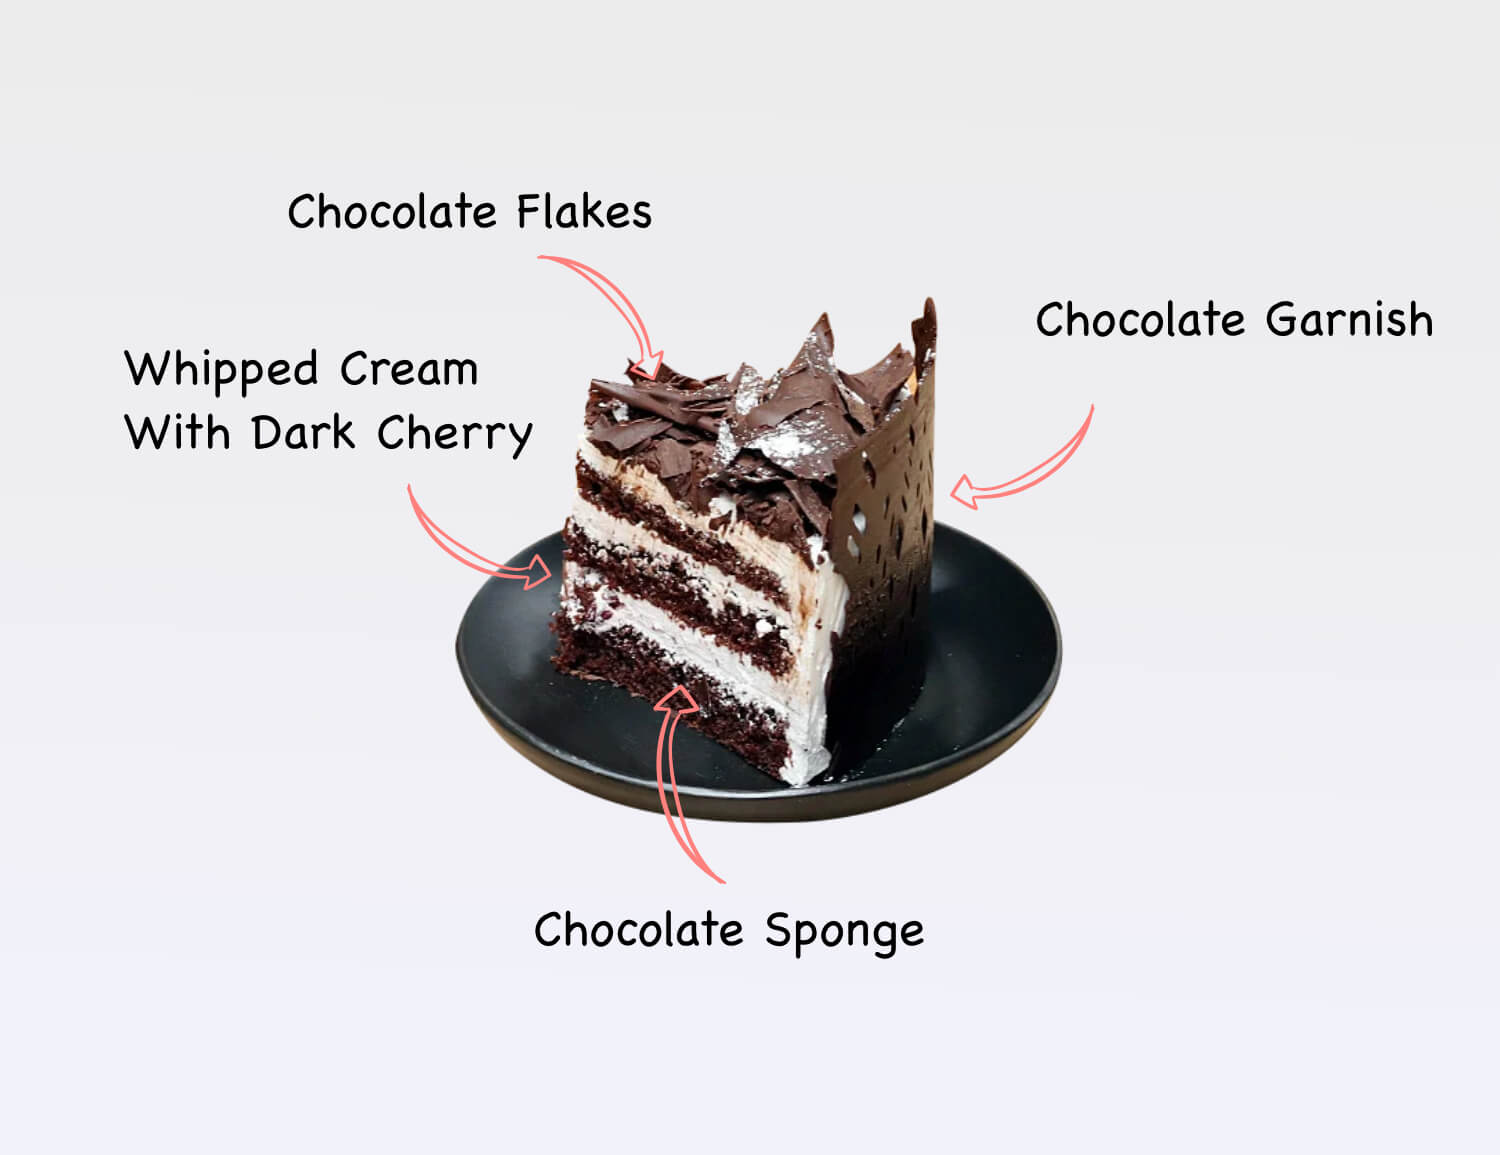 Chocolate Flakes
Chocolate Garnish
Whipped Cream
With Dark Cherry
Chocolate Sponge